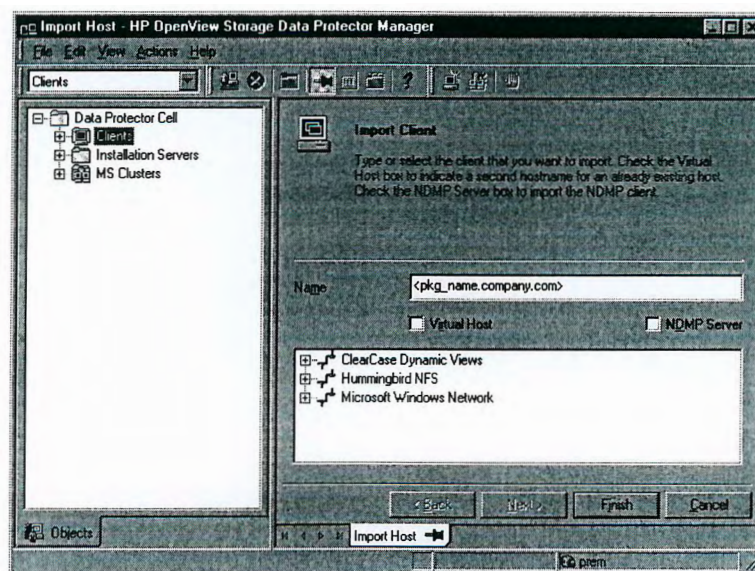 Import Host - HP OpenView Storage Data Protector Manager
File Edit View Actions Help
Clients
Data Protector Cell
Clients
Installation Servers
MS Clusters
Import Client
Type or select the client that you want to import. Check the Virtual
Host box to indicate a second hostname for an already existing host.
Check the NDMP Server box to import the NDMP client.
Name
<pkg_name.company.com>
Virtual Host
NDMP Server
ClearCase Dynamic Views
Hummingbird NFS
Microsoft Windows Network
< Back
Next >
Finish
Cancel
Objects
Import Host
prem